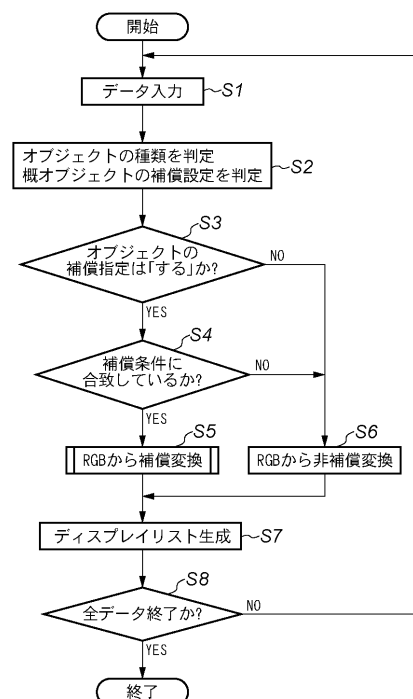 開始
データ入力
S1
オブジェクトの種類を判定
概オブジェクトの補償設定を判定
S2
S3
オブジェクトの
補償指定は「する」か?
NO
YES
S4
補償条件に
合致しているか?
NO
YES
S5
RGBから補償変換
S6
RGBから非補償変換
ディスプレイリスト生成
S7
S8
全データ終了か?
NO
YES
終了